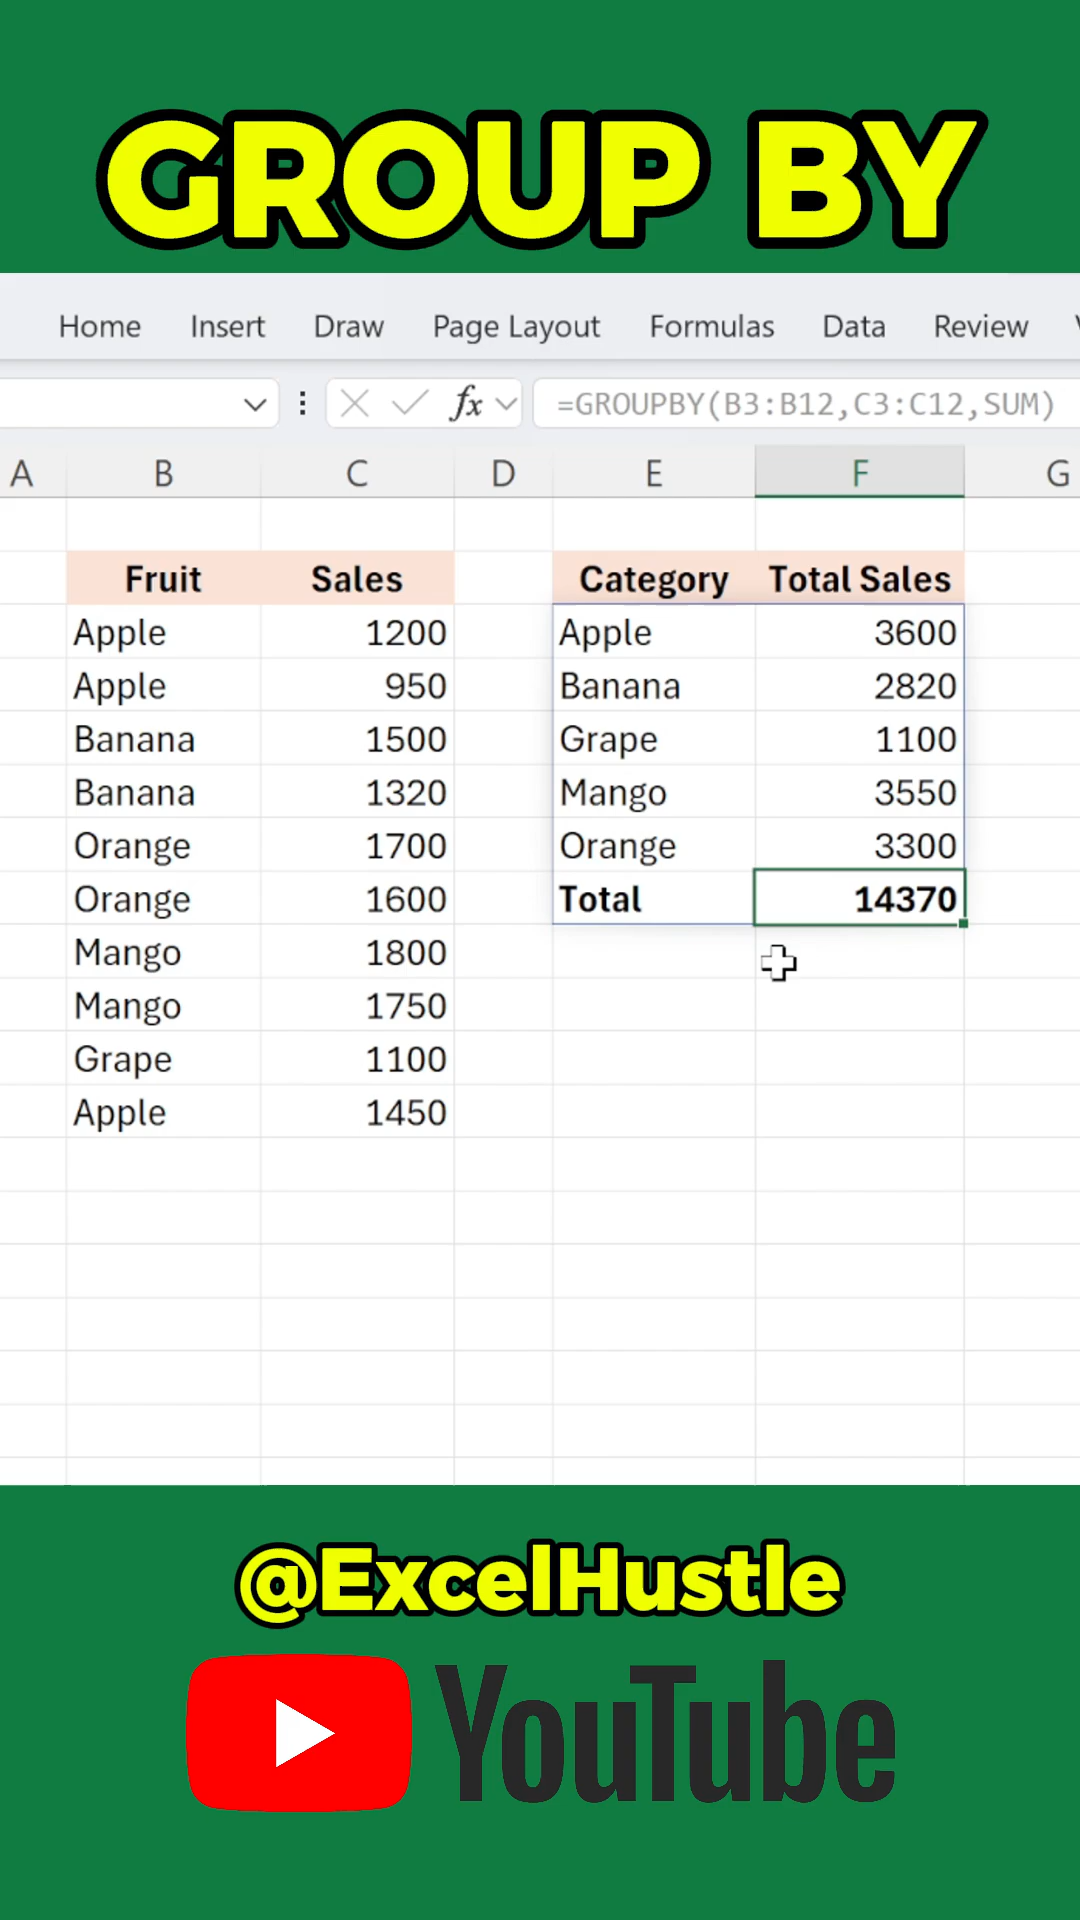 GROUP BY
Home Insert Draw Page Layout Formulas Data Review
fx =GROUPBY(B3:B12,C3:C12,SUM)
A B C D E F G
Fruit Sales Category Total Sales
Apple 1200 Apple 3600
Apple 950 Banana 2820
Banana 1500 Grape 1100
Banana 1320 Mango 3550
Orange 1700 Orange 3300
Orange 1600 Total 14370
Mango 1800
Mango 1750
Grape 1100
Apple 1450
@ExcelHustle
YouTube